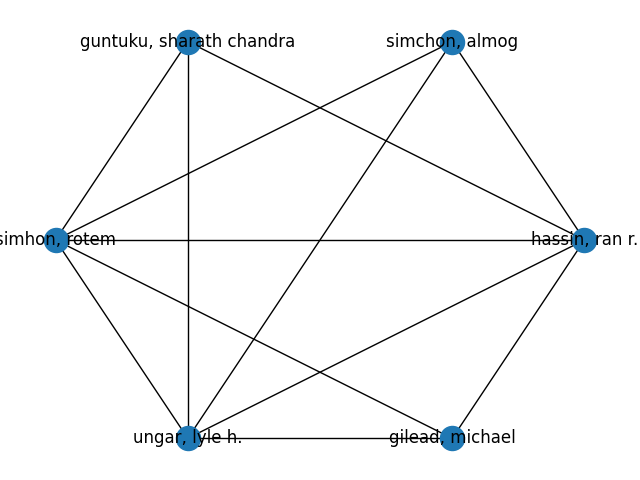 guntuku, sharath chandra
simchon, almog
simhon, rotem
hassin, ran r.
ungar, lyle h.
gilead, michael